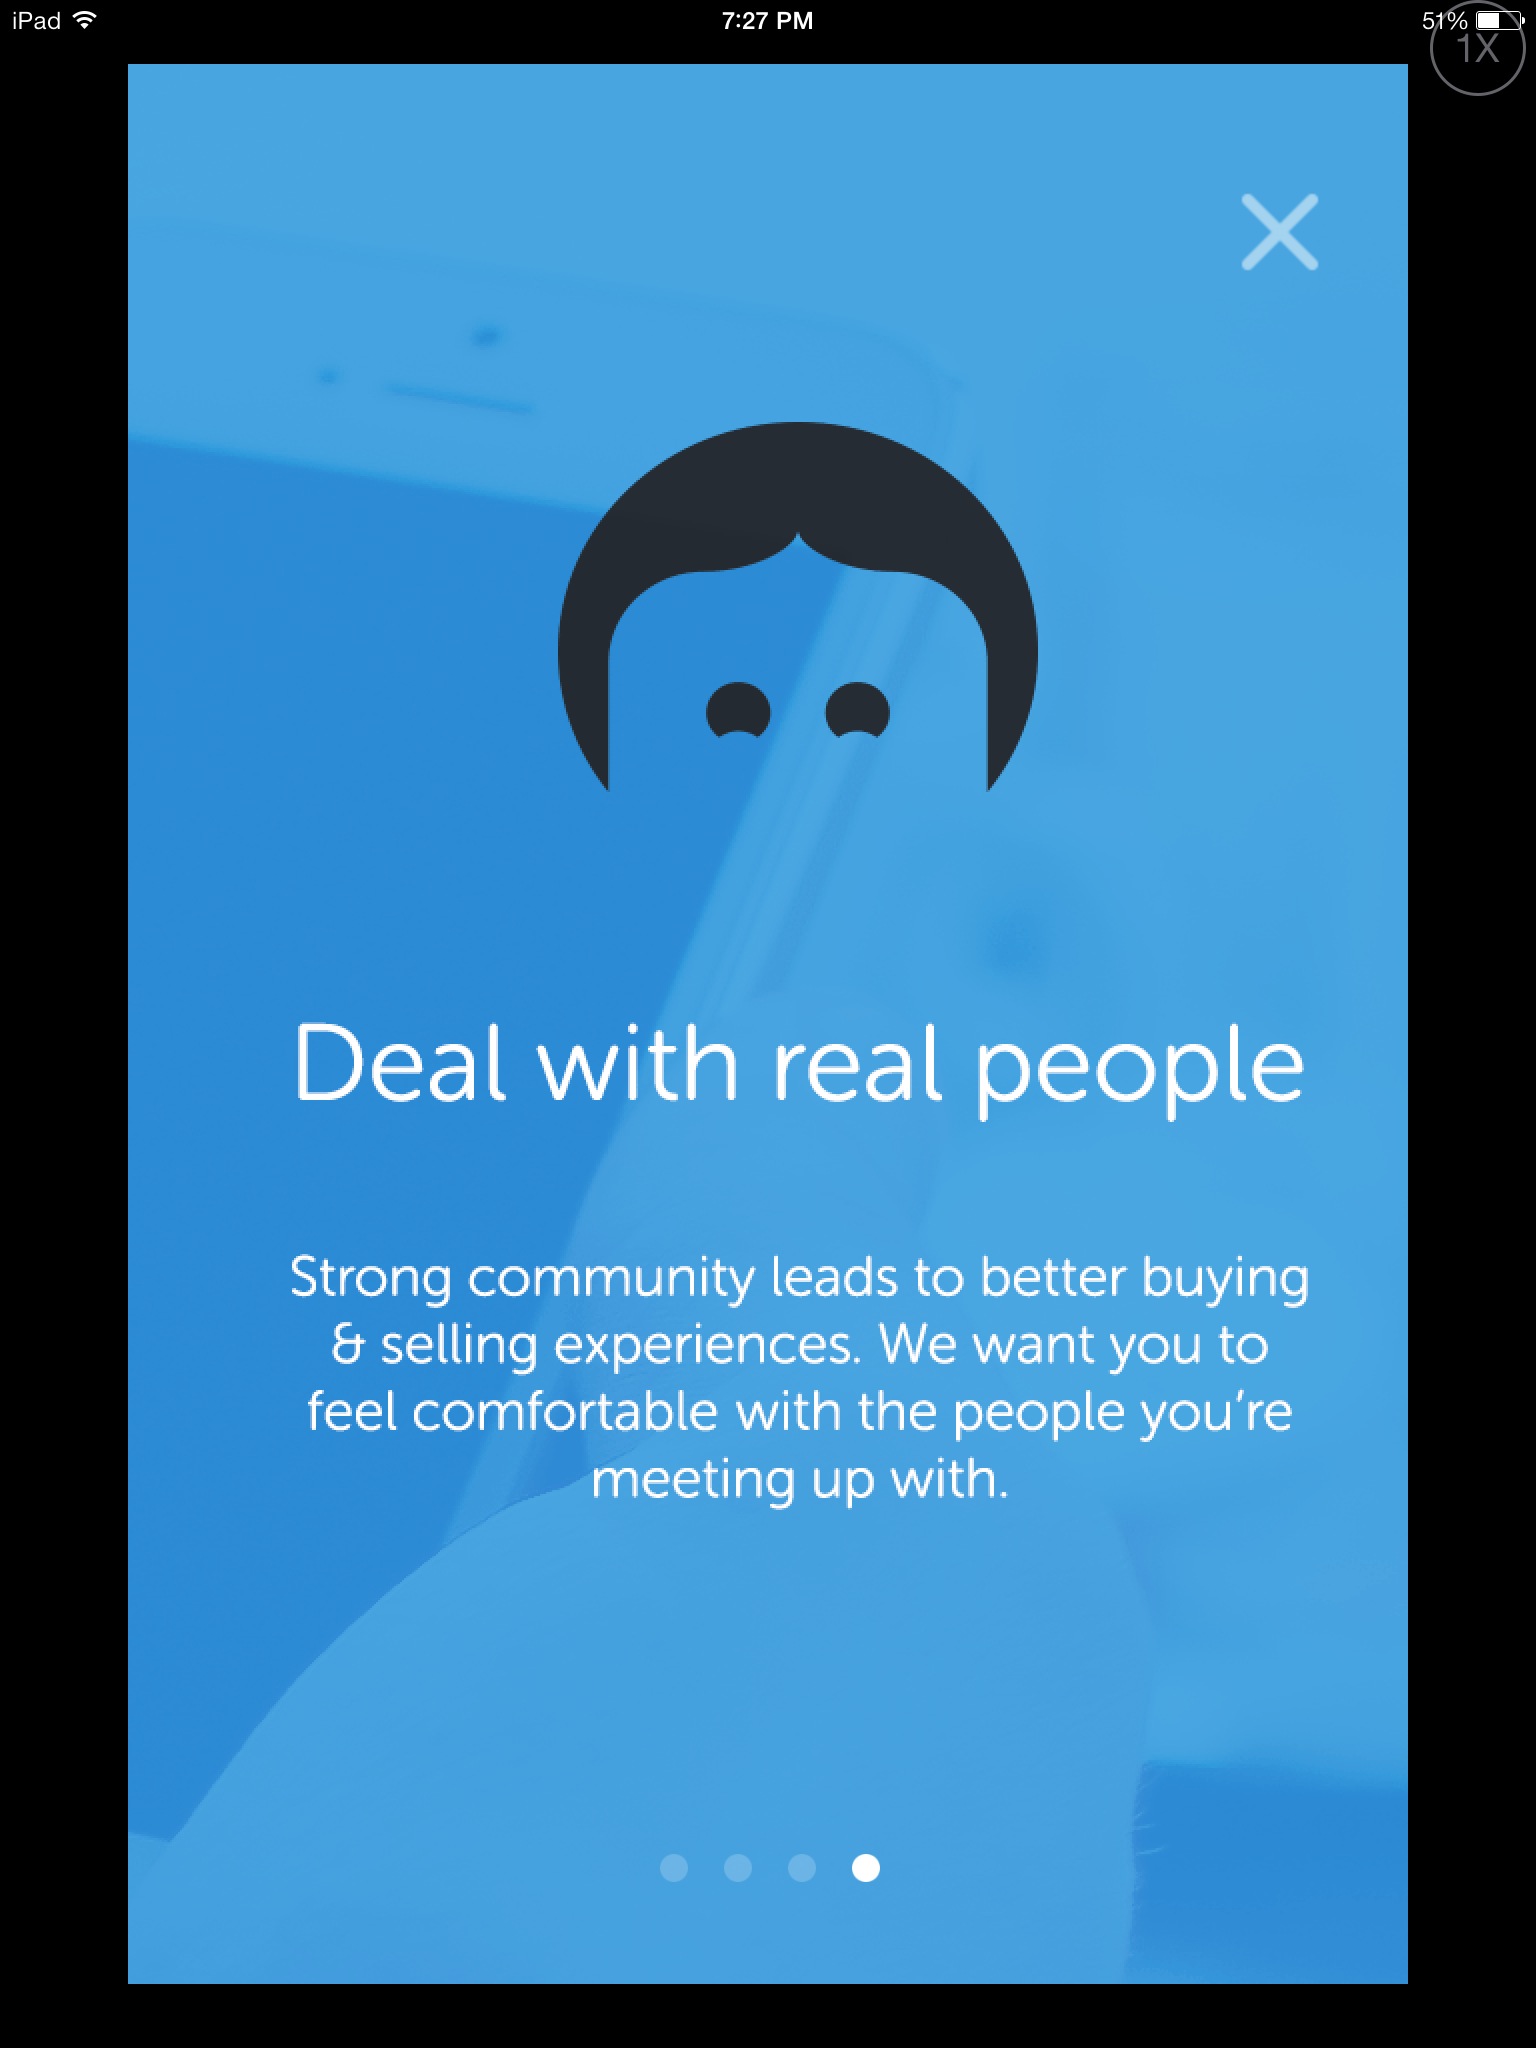 iPad 7:27 PM 51%
1X
Deal with real people
Strong community leads to better buying
& selling experiences. We want you to
feel comfortable with the people you’re
meeting up with.